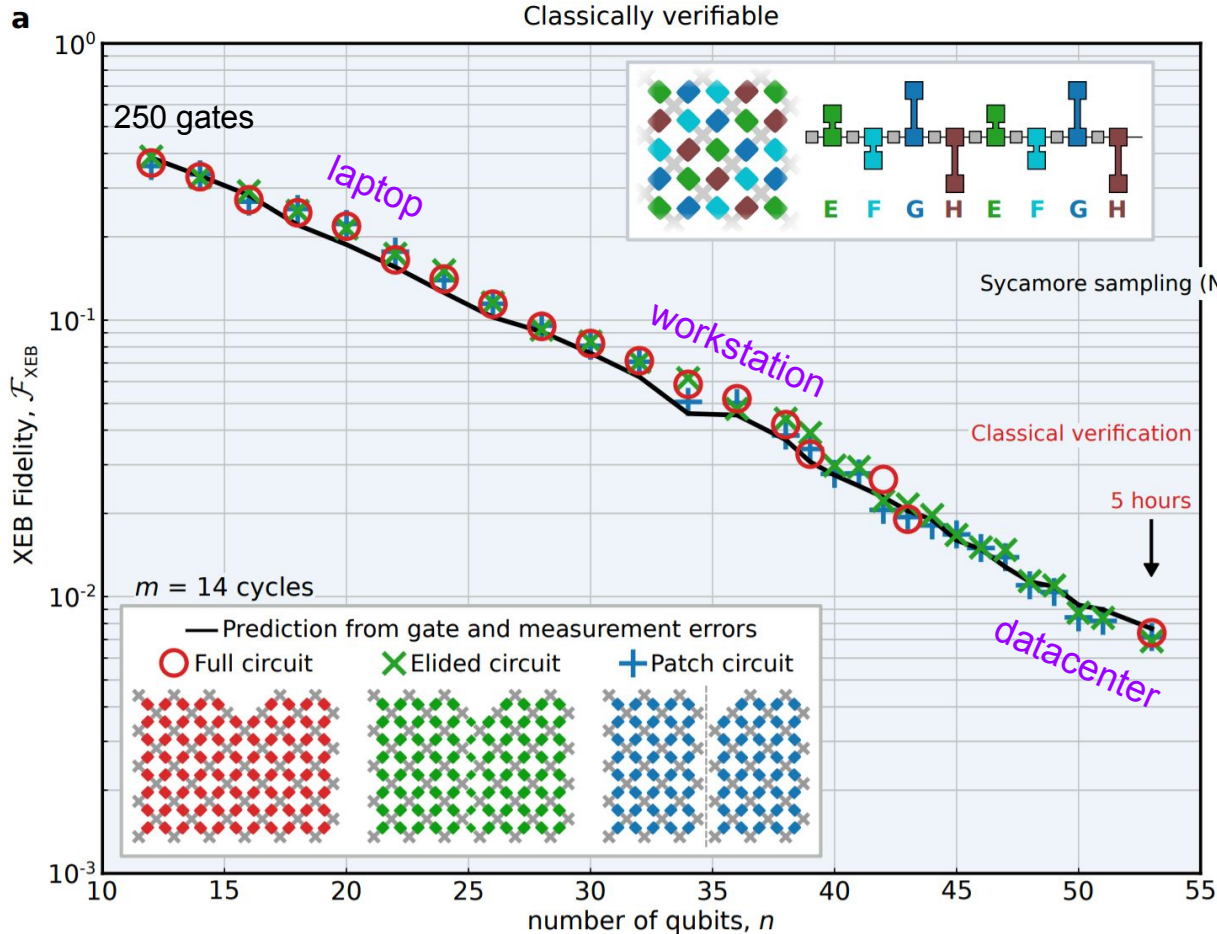 a
Classically verifiable
10⁰
250 gates
laptop
E F G H E F G H
Sycamore sampling (N
10⁻¹
workstation
Classical verification
5 hours
XEB Fidelity, ℱ_XEB
10⁻²
m = 14 cycles
Prediction from gate and measurement errors
Full circuit Elided circuit Patch circuit
datacenter
10⁻³
10 15 20 25 30 35 40 45 50 55
number of qubits, n